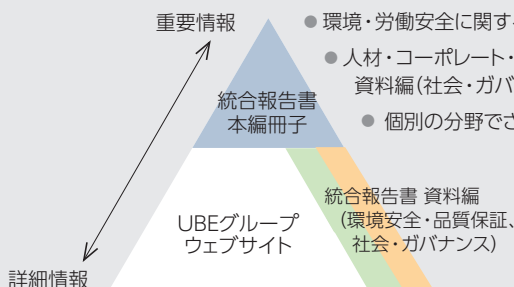 重要情報
● 環境・労働安全に関す
● 人材・コーポレート・
資料編(社会・ガバ
● 個別の分野でさ
統合報告書
本編冊子
統合報告書 資料編
(環境安全・品質保証、
社会・ガバナンス)
UBEグループ
ウェブサイト
詳細情報